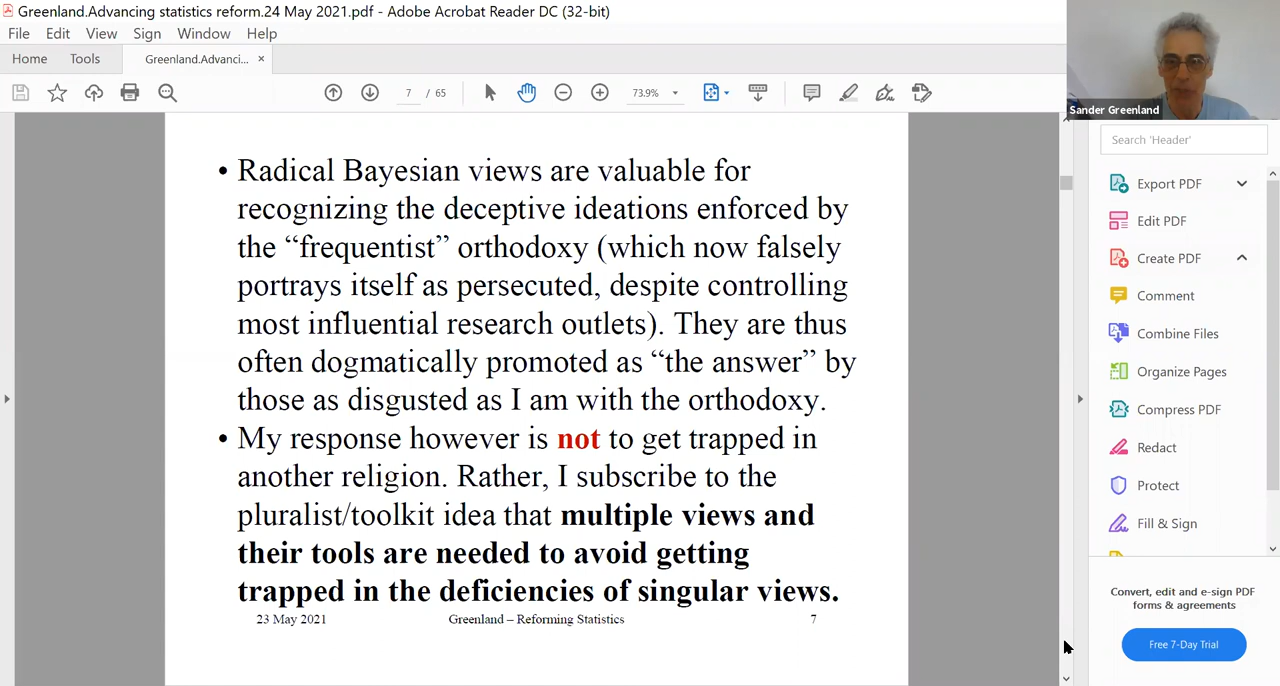 Greenland.Advancing statistics reform.24 May 2021.pdf - Adobe Acrobat Reader DC (32-bit)
File Edit View Sign Window Help
Home Tools Greenland.Advanci... ×
7 / 65 73.9%
Sander Greenland
• Radical Bayesian views are valuable for
recognizing the deceptive ideations enforced by
the “frequentist” orthodoxy (which now falsely
portrays itself as persecuted, despite controlling
most influential research outlets). They are thus
often dogmatically promoted as “the answer” by
those as disgusted as I am with the orthodoxy.
• My response however is not to get trapped in
another religion. Rather, I subscribe to the
pluralist/toolkit idea that multiple views and
their tools are needed to avoid getting
trapped in the deficiencies of singular views.
23 May 2021 Greenland – Reforming Statistics 7
Search 'Header'
Export PDF
Edit PDF
Create PDF
Comment
Combine Files
Organize Pages
Compress PDF
Redact
Protect
Fill & Sign
Convert, edit and e-sign PDF
forms & agreements
Free 7-Day Trial